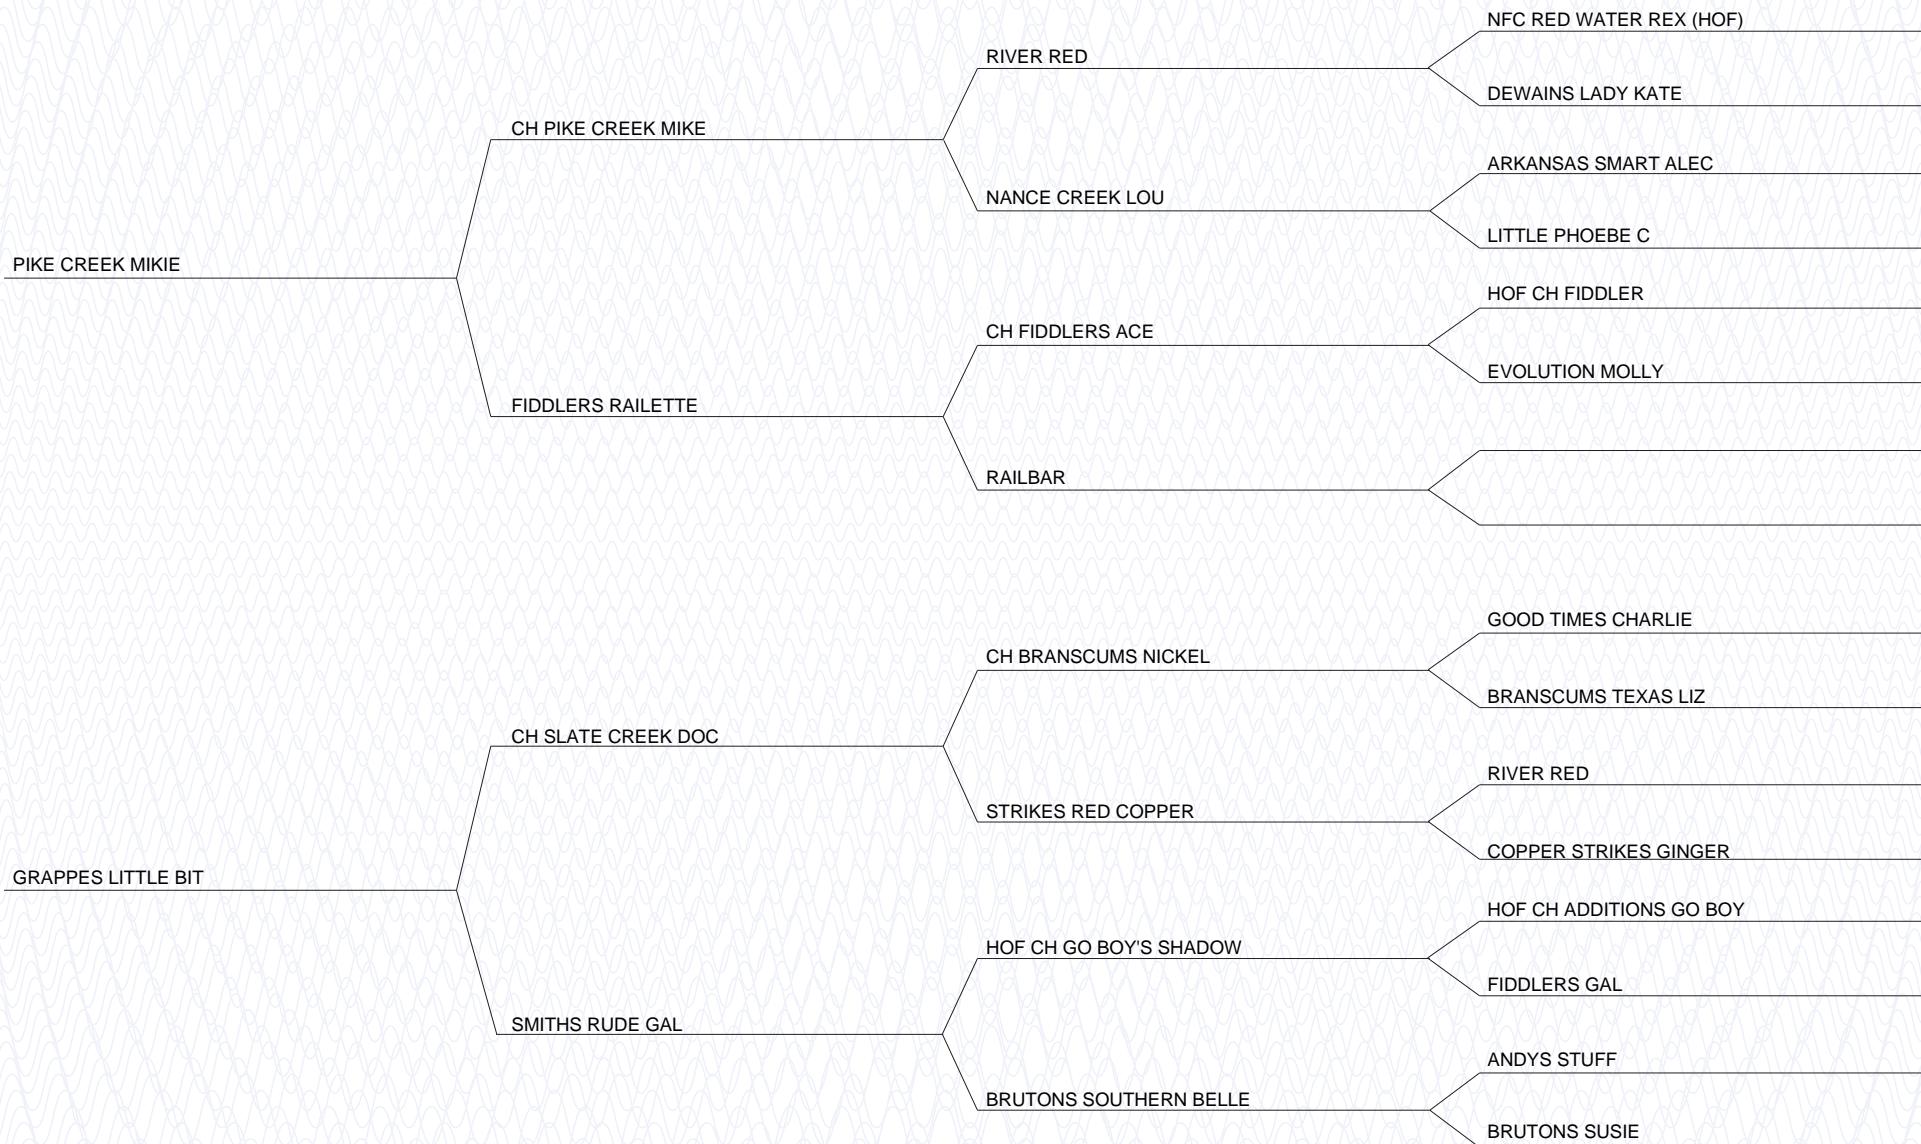 NFC RED WATER REX (HOF)
RIVER RED
DEWAINS LADY KATE
CH PIKE CREEK MIKE
ARKANSAS SMART ALEC
NANCE CREEK LOU
LITTLE PHOEBE C
PIKE CREEK MIKIE
HOF CH FIDDLER
CH FIDDLERS ACE
EVOLUTION MOLLY
FIDDLERS RAILETTE
RAILBAR
GOOD TIMES CHARLIE
CH BRANSCUMS NICKEL
BRANSCUMS TEXAS LIZ
CH SLATE CREEK DOC
RIVER RED
STRIKES RED COPPER
COPPER STRIKES GINGER
GRAPPES LITTLE BIT
HOF CH ADDITIONS GO BOY
HOF CH GO BOY'S SHADOW
FIDDLERS GAL
SMITHS RUDE GAL
ANDYS STUFF
BRUTONS SOUTHERN BELLE
BRUTONS SUSIE